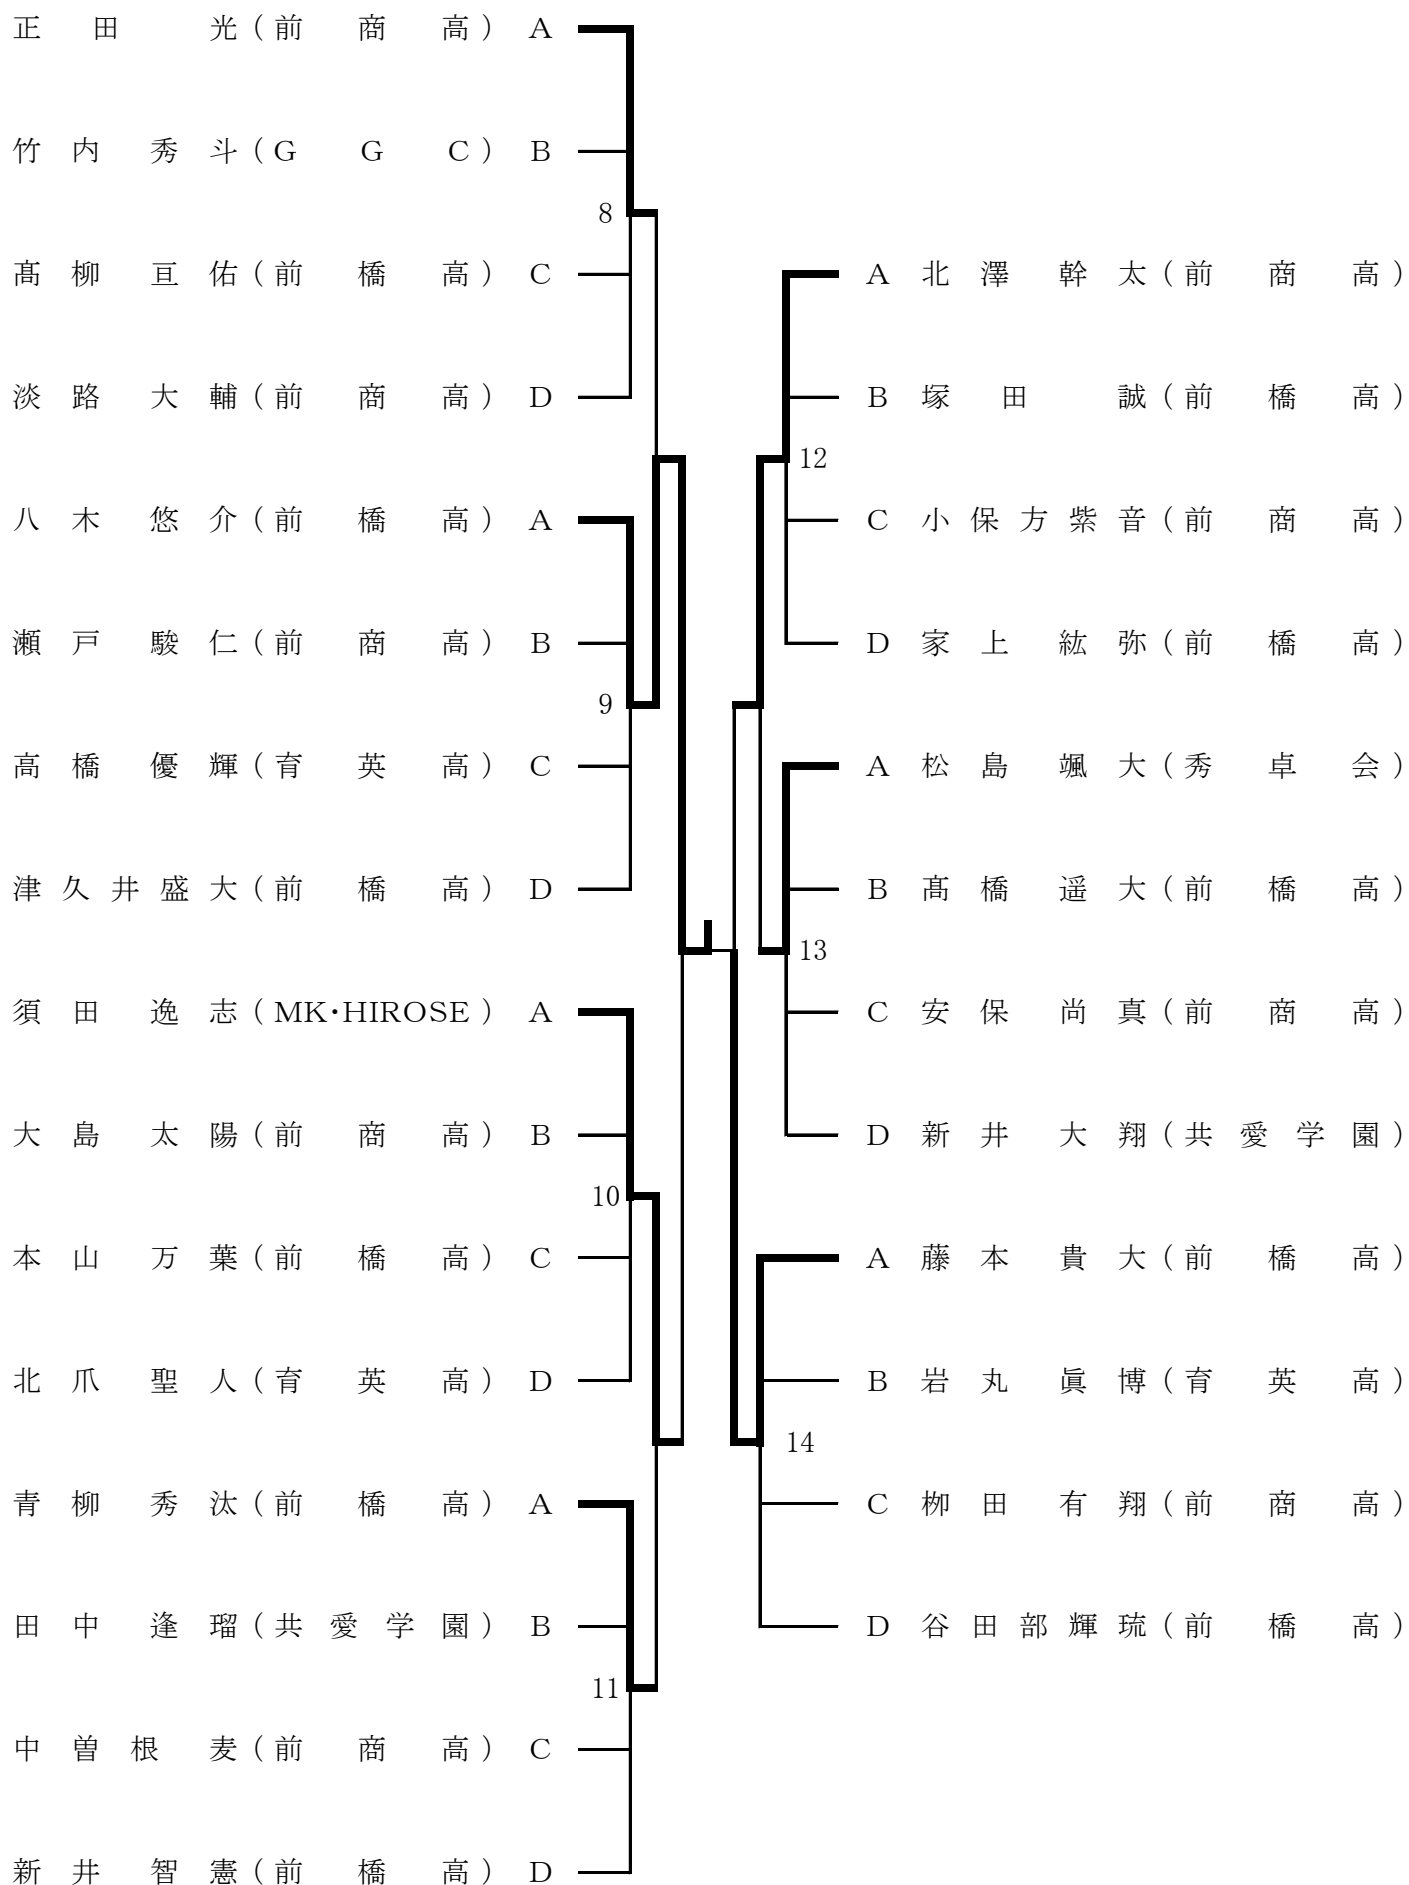 正田光(前商高) A
竹内秀斗(GGC) B
8
髙柳亘佑(前橋高) C
淡路大輔(前商高) D
八木悠介(前橋高) A
瀬戸駿仁(前商高) B
9
高橋優輝(育英高) C
津久井盛大(前橋高) D
須田逸志(MK・HIROSE) A
大島太陽(前商高) B
10
本山万葉(前橋高) C
北爪聖人(育英高) D
青柳秀汰(前橋高) A
田中逢瑠(共愛学園) B
11
中曽根麦(前商高) C
新井智憲(前橋高) D
A 北澤幹太(前商高)
B 塚田誠(前橋高)
12
C 小保方紫音(前商高)
D 家上紘弥(前橋高)
A 松島颯大(秀卓会)
B 髙橋遥大(前橋高)
13
C 安保尚真(前商高)
D 新井大翔(共愛学園)
A 藤本貴大(前橋高)
B 岩丸眞博(育英高)
14
C 栁田有翔(前商高)
D 谷田部輝琉(前橋高)